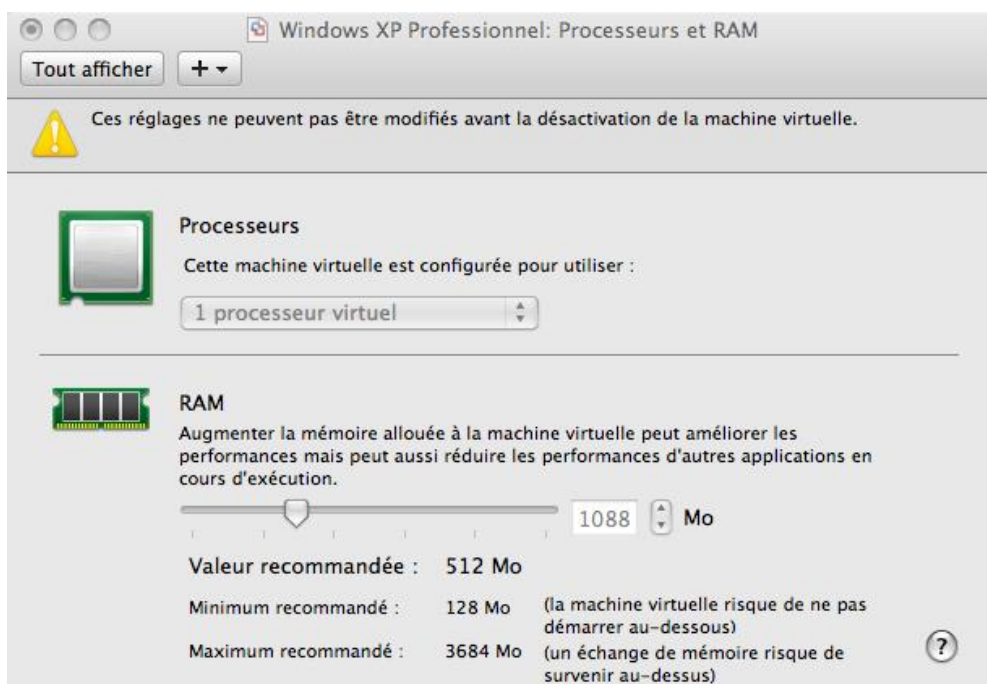 Windows XP Professionnel: Processeurs et RAM
Tout afficher
+
Ces réglages ne peuvent pas être modifiés avant la désactivation de la machine virtuelle.
Processeurs
Cette machine virtuelle est configurée pour utiliser :
1 processeur virtuel
RAM
Augmenter la mémoire allouée à la machine virtuelle peut améliorer les
performances mais peut aussi réduire les performances d'autres applications en
cours d'exécution.
1088 Mo
Valeur recommandée : 512 Mo
Minimum recommandé : 128 Mo (la machine virtuelle risque de ne pas
démarrer au-dessous)
Maximum recommandé : 3684 Mo (un échange de mémoire risque de
survenir au-dessus)
?